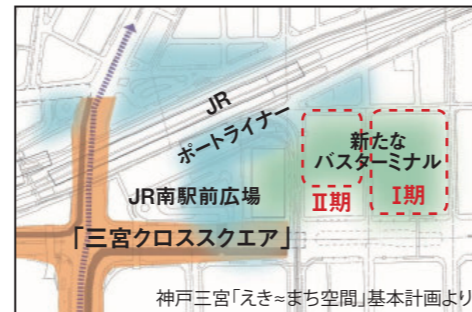 JR
ポートライナー
新たな
バスターミナル
JR南駅前広場
Ⅱ期
Ⅰ期
「三宮クロススクエア」
神戸三宮「えき≈まち空間」基本計画より